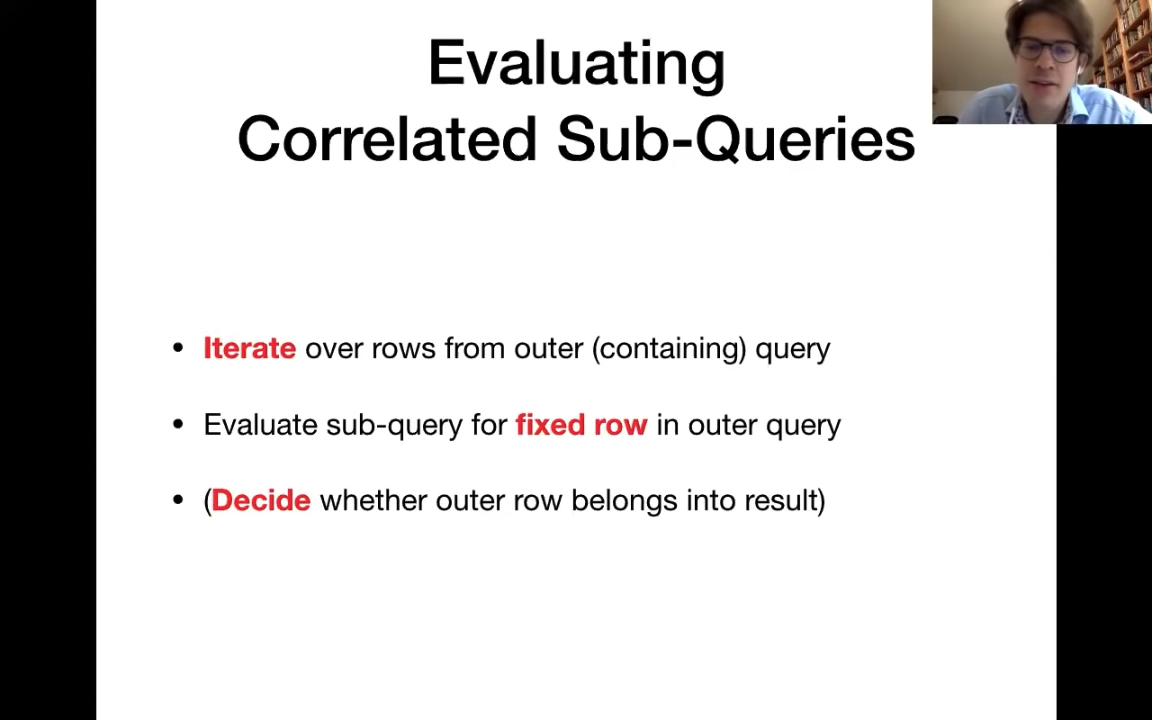 Evaluating
Correlated Sub-Queries
• Iterate over rows from outer (containing) query
• Evaluate sub-query for fixed row in outer query
• (Decide whether outer row belongs into result)